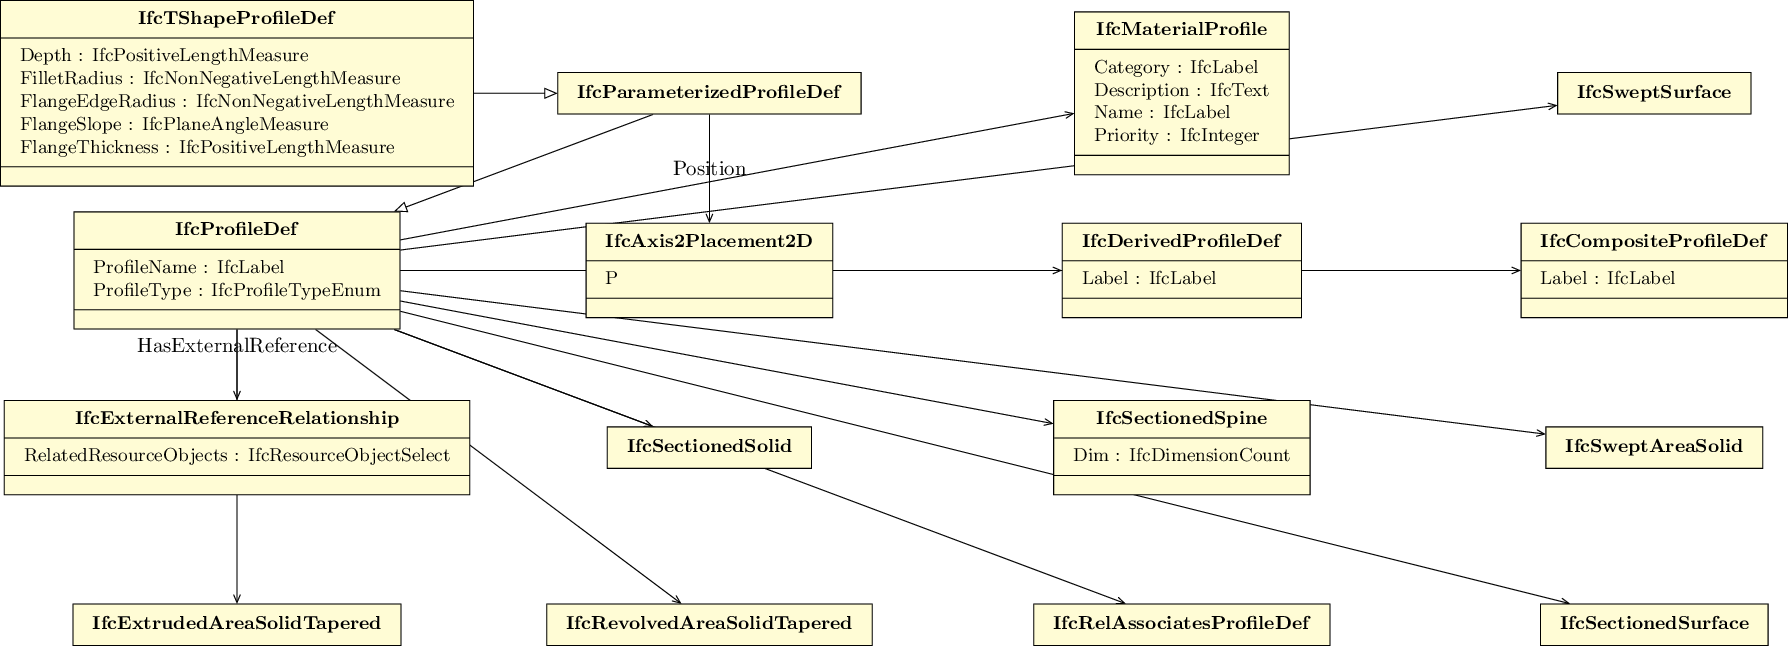 IfcTShapeProfileDef
Depth : IfcPositiveLengthMeasure
FilletRadius : IfcNonNegativeLengthMeasure
FlangeEdgeRadius : IfcNonNegativeLengthMeasure
FlangeSlope : IfcPlaneAngleMeasure
FlangeThickness : IfcPositiveLengthMeasure
IfcParameterizedProfileDef
IfcMaterialProfile
Category : IfcLabel
Description : IfcText
Name : IfcLabel
Priority : IfcInteger
IfcSweptSurface
Position
IfcProfileDef
ProfileName : IfcLabel
ProfileType : IfcProfileTypeEnum
IfcAxis2Placement2D
P
IfcDerivedProfileDef
Label : IfcLabel
IfcCompositeProfileDef
Label : IfcLabel
HasExternalReference
IfcExternalReferenceRelationship
RelatedResourceObjects : IfcResourceObjectSelect
IfcSectionedSolid
IfcSectionedSpine
Dim : IfcDimensionCount
IfcSweptAreaSolid
IfcExtrudedAreaSolidTapered
IfcRevolvedAreaSolidTapered
IfcRelAssociatesProfileDef
IfcSectionedSurface